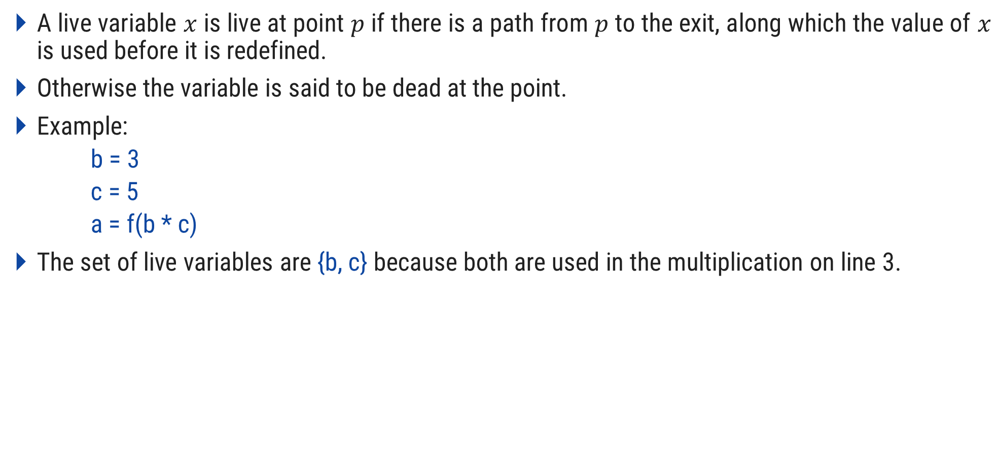 A live variable x is live at point p if there is a path from p to the exit, along which the value of x
is used before it is redefined.
Otherwise the variable is said to be dead at the point.
Example:
b = 3
c = 5
a = f(b * c)
The set of live variables are {b, c} because both are used in the multiplication on line 3.